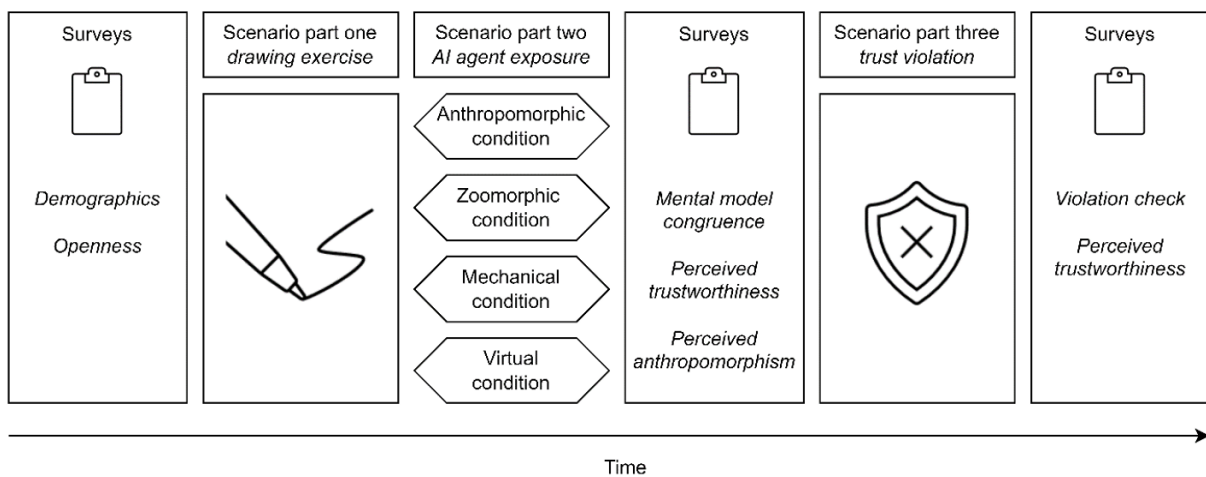 Surveys
Demographics
Openness
Scenario part one
drawing exercise
Scenario part two
AI agent exposure
Anthropomorphic
condition
Zoomorphic
condition
Mechanical
condition
Virtual
condition
Surveys
Mental model
congruence
Perceived
trustworthiness
Perceived
anthropomorphism
Scenario part three
trust violation
Surveys
Violation check
Perceived
trustworthiness
Time